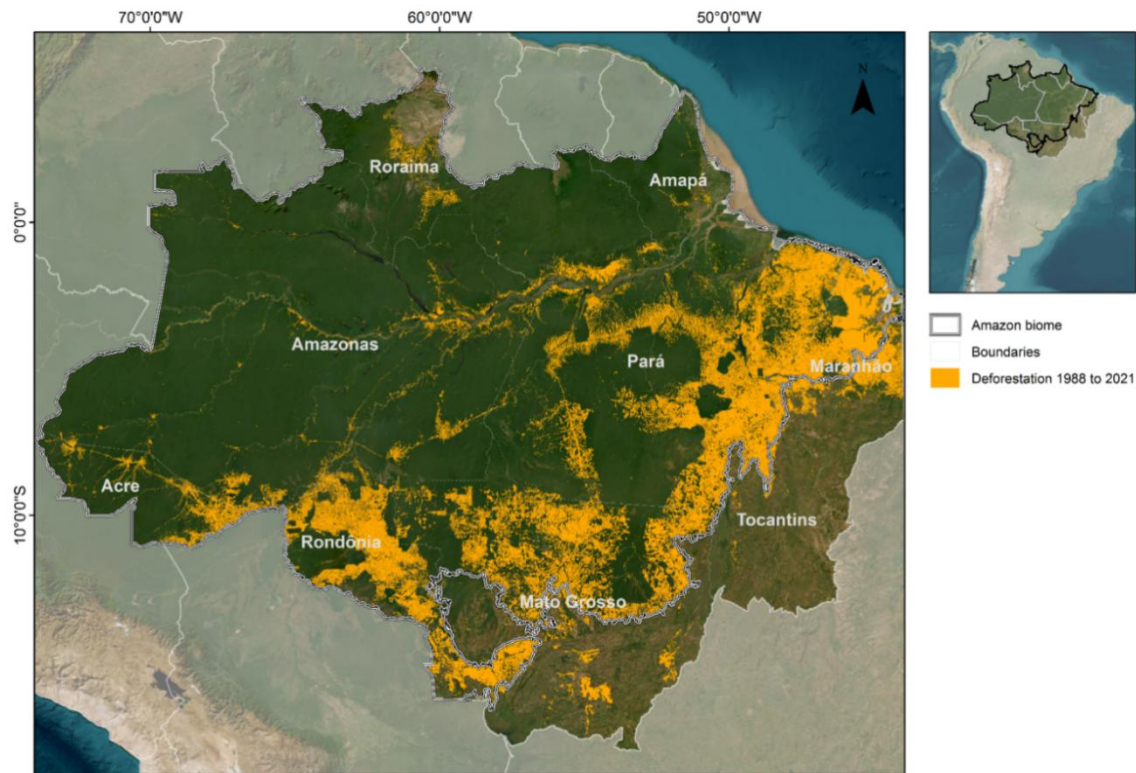 70°0'0"W 60°0'0"W 50°0'0"W
N
Roraima
Amapá
0°0'0"
Amazonas
Pará
Maranhão
Acre
10°0'0"S
Tocantins
Rondônia
Mato Grosso
Amazon biome
Boundaries
Deforestation 1988 to 2021